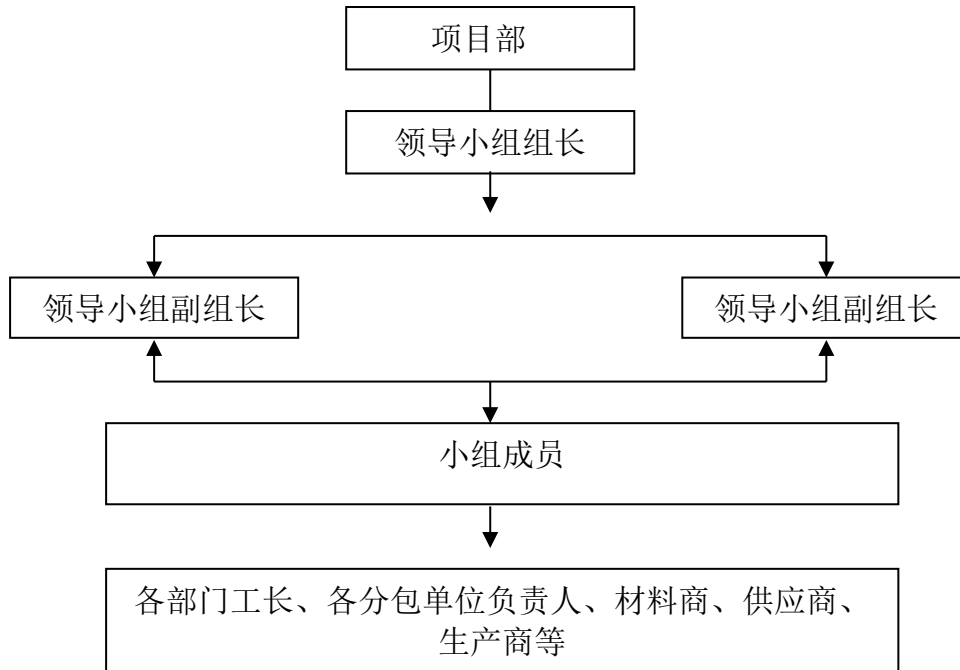 项目部
领导小组组长
领导小组副组长
领导小组副组长
小组成员
各部门工长、各分包单位负责人、材料商、供应商、
生产商等